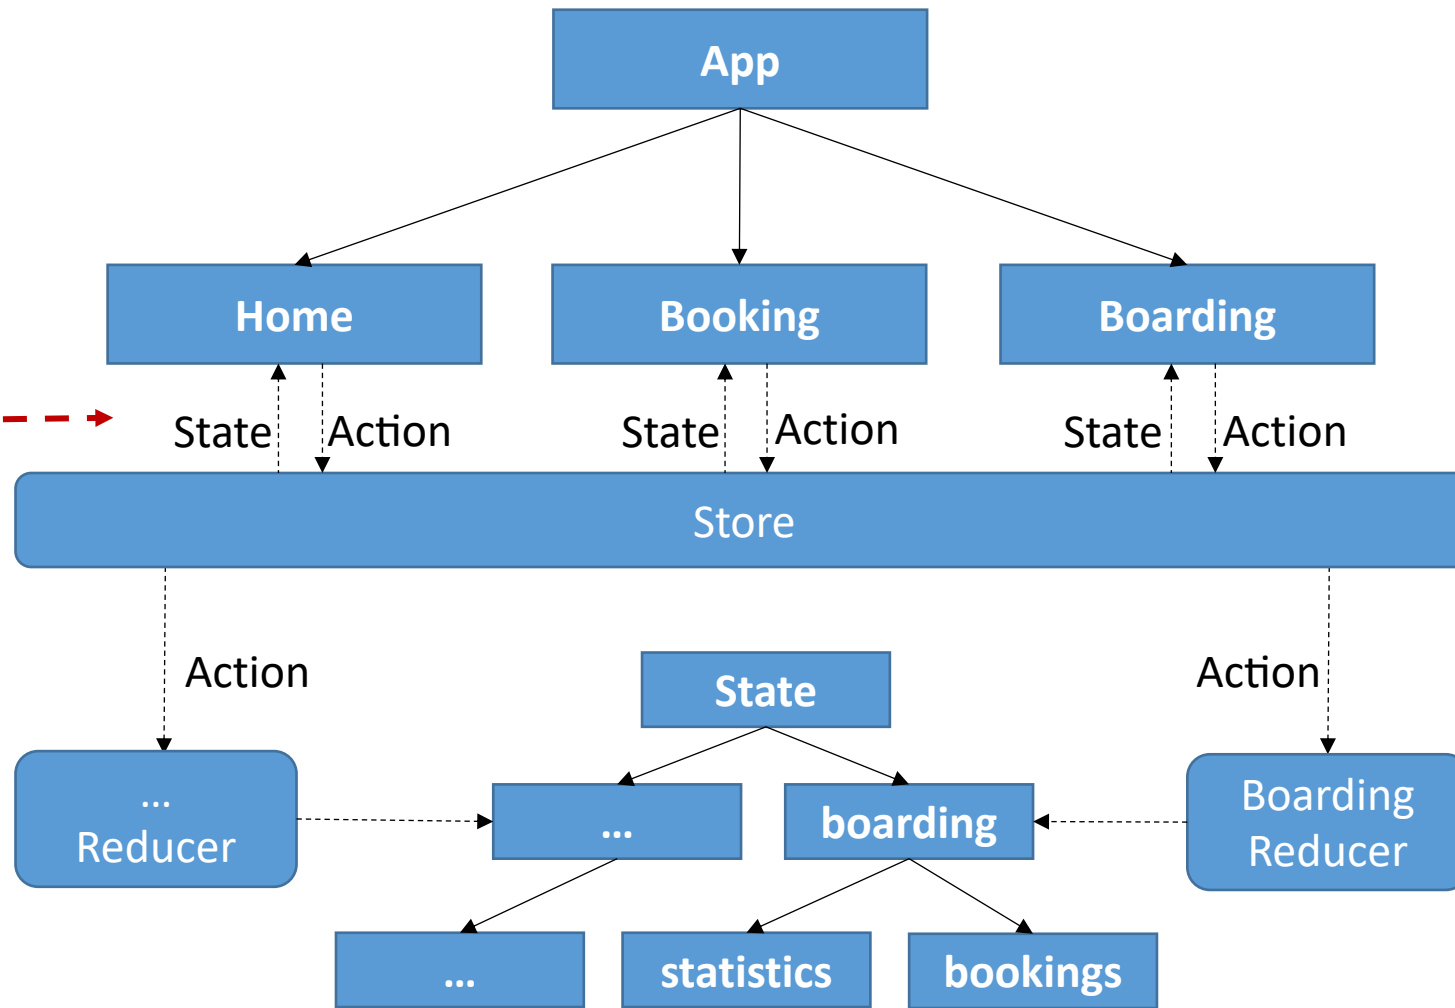 App
Home
Booking
Boarding
State
Action
State
Action
State
Action
Store
Action
Action
State
...
Reducer
...
boarding
Boarding
Reducer
...
statistics
bookings